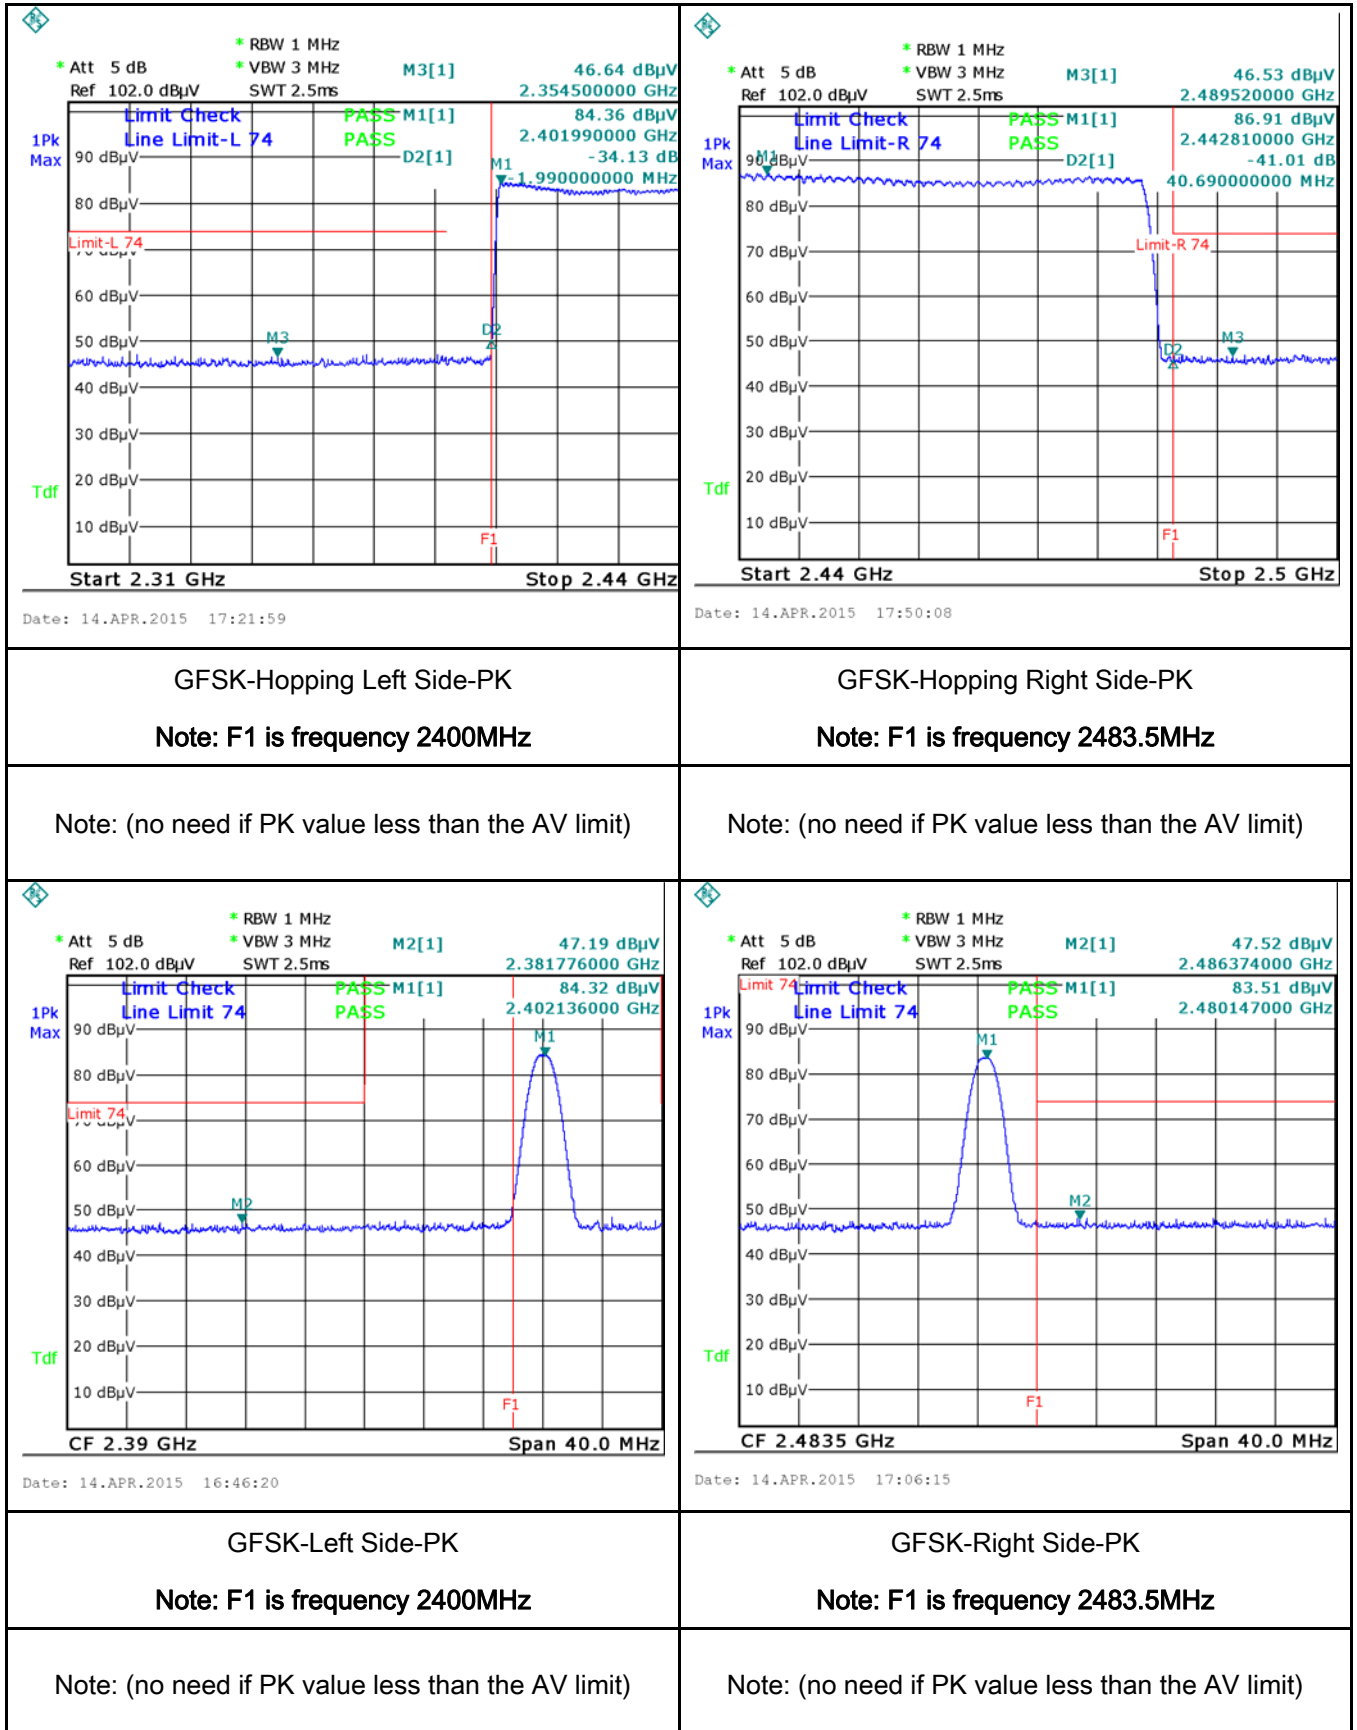 * RBW 1 MHz
* Att 5 dB * VBW 3 MHz M3[1] 46.64 dBµV
Ref 102.0 dBµV SWT 2.5ms 2.354500000 GHz
Limit Check PASS M1[1] 84.36 dBµV
1Pk Line Limit-L 74 PASS 2.401990000 GHz
Max 90 dBµV D2[1] M1 -34.13 dB
-1.990000000 MHz
80 dBµV
Limit-L 74
70 dBµV
60 dBµV
50 dBµV M3 D2
40 dBµV
30 dBµV
20 dBµV
Tdf
10 dBµV
F1
Start 2.31 GHz Stop 2.44 GHz
Date: 14.APR.2015 17:21:59
* RBW 1 MHz
* Att 5 dB * VBW 3 MHz M3[1] 46.53 dBµV
Ref 102.0 dBµV SWT 2.5ms 2.489520000 GHz
Limit Check PASS M1[1] 86.91 dBµV
1Pk Line Limit-R 74 PASS 2.442810000 GHz
Max 90 dBµV M1 D2[1] -41.01 dB
40.690000000 MHz
80 dBµV
Limit-R 74
70 dBµV
60 dBµV
50 dBµV D2 M3
40 dBµV
30 dBµV
20 dBµV
Tdf
10 dBµV
F1
Start 2.44 GHz Stop 2.5 GHz
Date: 14.APR.2015 17:50:08
GFSK-Hopping Left Side-PK
Note: F1 is frequency 2400MHz
GFSK-Hopping Right Side-PK
Note: F1 is frequency 2483.5MHz
Note: (no need if PK value less than the AV limit)
Note: (no need if PK value less than the AV limit)
* RBW 1 MHz
* Att 5 dB * VBW 3 MHz M2[1] 47.19 dBµV
Ref 102.0 dBµV SWT 2.5ms 2.381776000 GHz
Limit Check PASS M1[1] 84.32 dBµV
1Pk Line Limit 74 PASS 2.402136000 GHz
Max 90 dBµV M1
80 dBµV
Limit 74
70 dBµV
60 dBµV
50 dBµV M2
40 dBµV
30 dBµV
20 dBµV
Tdf
10 dBµV
F1
CF 2.39 GHz Span 40.0 MHz
Date: 14.APR.2015 16:46:20
* RBW 1 MHz
* Att 5 dB * VBW 3 MHz M2[1] 47.52 dBµV
Ref 102.0 dBµV SWT 2.5ms 2.486374000 GHz
Limit 74 Limit Check PASS M1[1] 83.51 dBµV
1Pk Line Limit 74 PASS 2.480147000 GHz
Max 90 dBµV M1
80 dBµV
70 dBµV
60 dBµV
50 dBµV M2
40 dBµV
30 dBµV
20 dBµV
Tdf
10 dBµV
F1
CF 2.4835 GHz Span 40.0 MHz
Date: 14.APR.2015 17:06:15
GFSK-Left Side-PK
Note: F1 is frequency 2400MHz
GFSK-Right Side-PK
Note: F1 is frequency 2483.5MHz
Note: (no need if PK value less than the AV limit)
Note: (no need if PK value less than the AV limit)